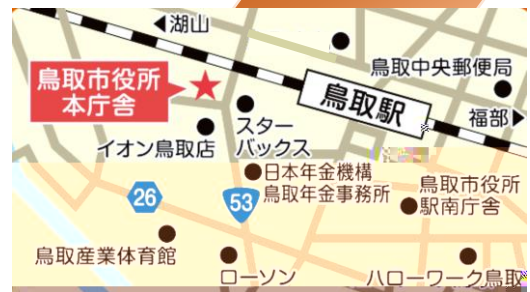 ◀湖山
鳥取中央郵便局
鳥取市役所
本庁舎
鳥取駅
福部▶
スター
バックス
イオン鳥取店
日本年金機構
鳥取年金事務所
鳥取市役所
駅南庁舎
26
53
鳥取産業体育館
ローソン
ハローワーク鳥取